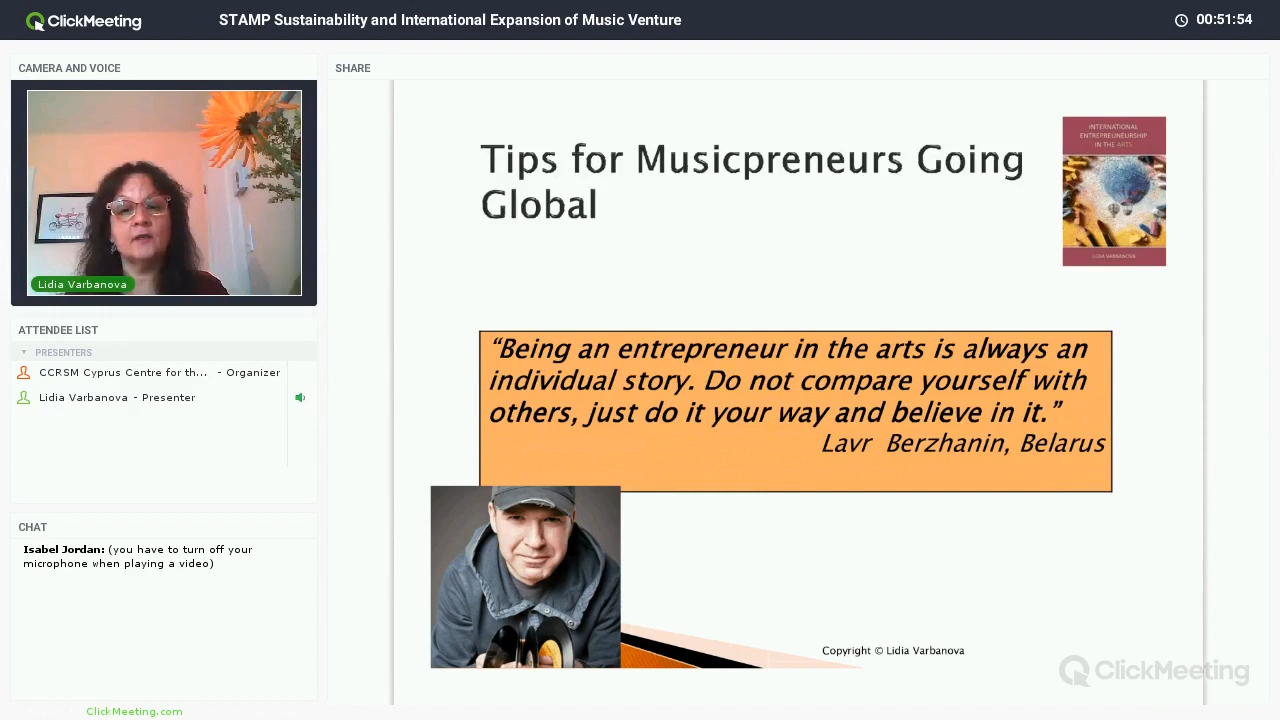 ClickMeeting
STAMP Sustainability and International Expansion of Music Venture
00:51:54
CAMERA AND VOICE
Lidia Varbanova
ATTENDEE LIST
PRESENTERS
CCRSM Cyprus Centre for th... - Organizer
Lidia Varbanova - Presenter
CHAT
Isabel Jordan: (you have to turn off your
microphone when playing a video)
ClickMeeting.com
SHARE
Tips for Musicpreneurs Going
Global
INTERNATIONAL
ENTREPRENEURSHIP
IN THE ARTS
LIDIA VARBANOVA
“Being an entrepreneur in the arts is always an
individual story. Do not compare yourself with
others, just do it your way and believe in it.”
Lavr Berzhanin, Belarus
Copyright © Lidia Varbanova
ClickMeeting